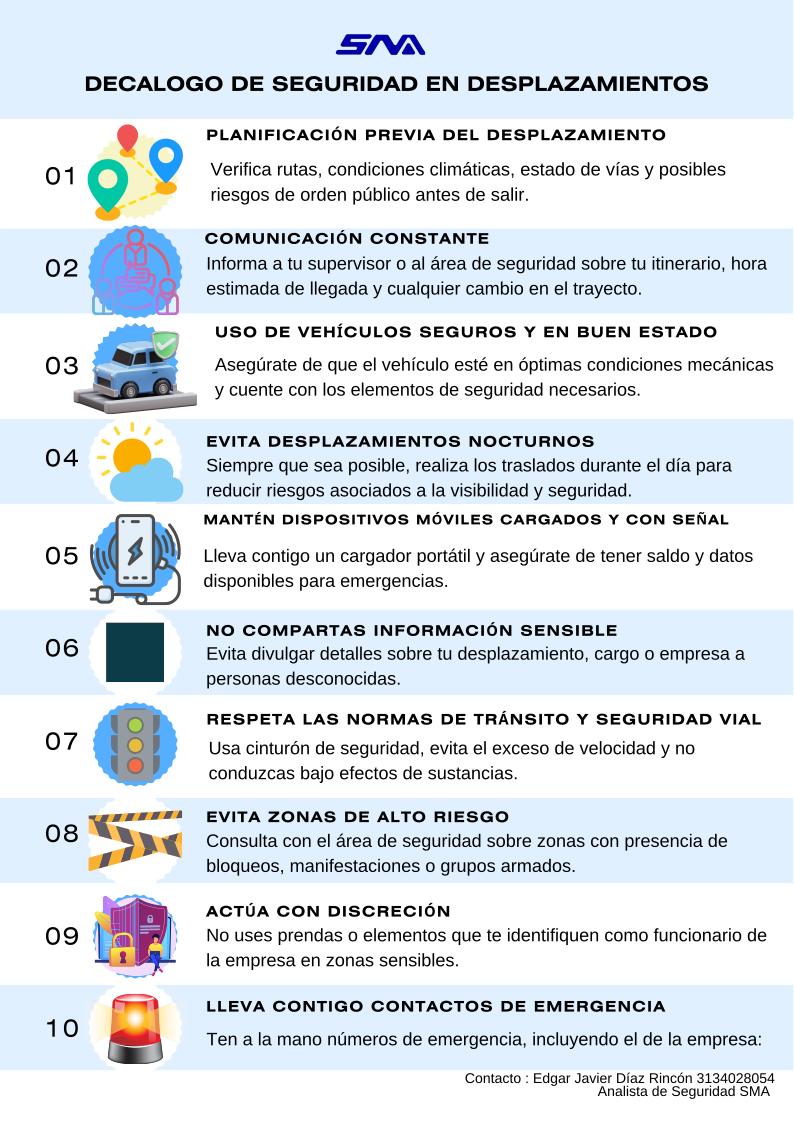 SMA
DECALOGO DE SEGURIDAD EN DESPLAZAMIENTOS
01
PLANIFICACIÓN PREVIA DEL DESPLAZAMIENTO
Verifica rutas, condiciones climáticas, estado de vías y posibles
riesgos de orden público antes de salir.
02
COMUNICACIÓN CONSTANTE
Informa a tu supervisor o al área de seguridad sobre tu itinerario, hora
estimada de llegada y cualquier cambio en el trayecto.
03
USO DE VEHÍCULOS SEGUROS Y EN BUEN ESTADO
Asegúrate de que el vehículo esté en óptimas condiciones mecánicas
y cuente con los elementos de seguridad necesarios.
04
EVITA DESPLAZAMIENTOS NOCTURNOS
Siempre que sea posible, realiza los traslados durante el día para
reducir riesgos asociados a la visibilidad y seguridad.
05
MANTÉN DISPOSITIVOS MÓVILES CARGADOS Y CON SEÑAL
Lleva contigo un cargador portátil y asegúrate de tener saldo y datos
disponibles para emergencias.
06
NO COMPARTAS INFORMACIÓN SENSIBLE
Evita divulgar detalles sobre tu desplazamiento, cargo o empresa a
personas desconocidas.
07
RESPETA LAS NORMAS DE TRÁNSITO Y SEGURIDAD VIAL
Usa cinturón de seguridad, evita el exceso de velocidad y no
conduzcas bajo efectos de sustancias.
08
EVITA ZONAS DE ALTO RIESGO
Consulta con el área de seguridad sobre zonas con presencia de
bloqueos, manifestaciones o grupos armados.
09
ACTÚA CON DISCRECIÓN
No uses prendas o elementos que te identifiquen como funcionario de
la empresa en zonas sensibles.
10
LLEVA CONTIGO CONTACTOS DE EMERGENCIA
Ten a la mano números de emergencia, incluyendo el de la empresa:
Contacto : Edgar Javier Díaz Rincón 3134028054
Analista de Seguridad SMA